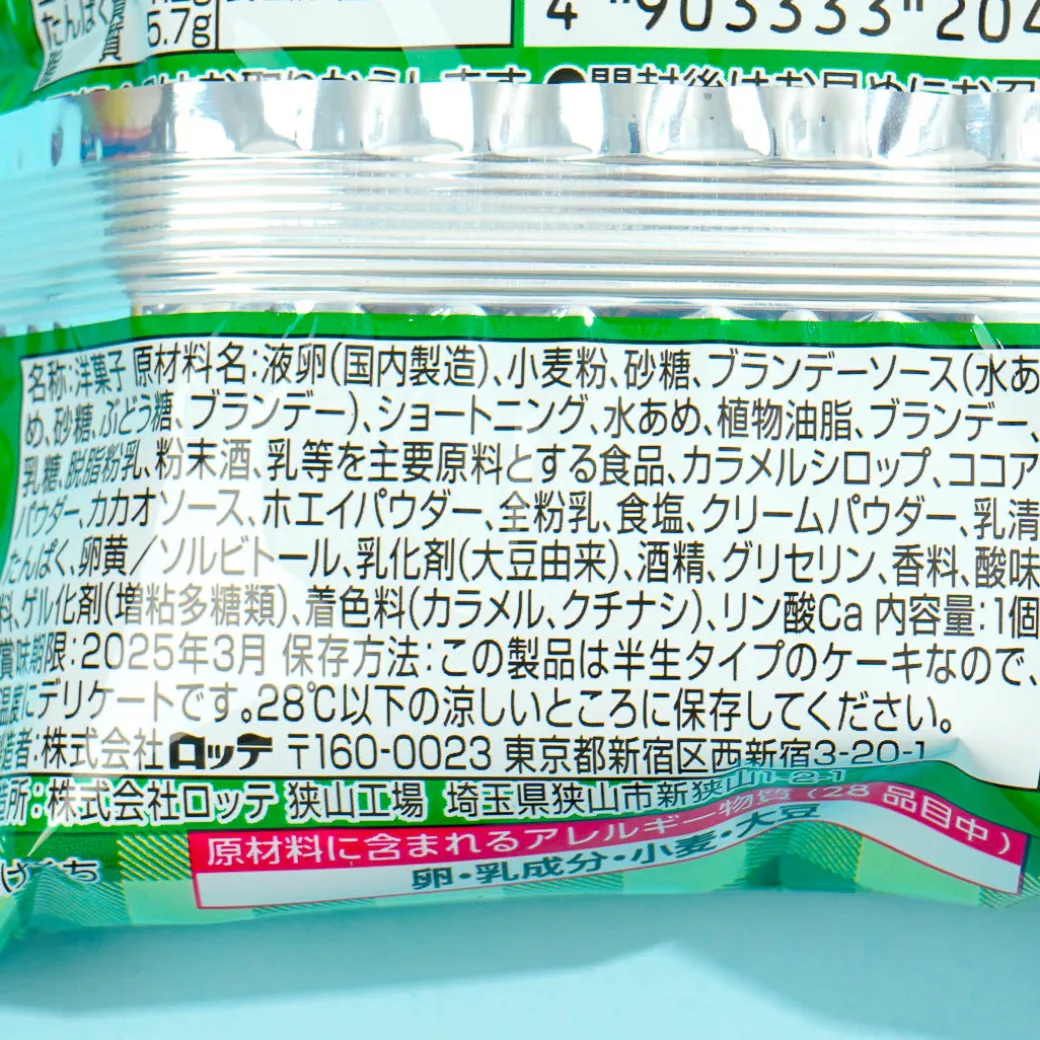 たんぱく質
5.7g
4 903333 204
●開封後はお早めにお召
名称:洋菓子 原材料名:液卵(国内製造)、小麦粉、砂糖、ブランデーソース(水あ
め、砂糖、ぶどう糖、ブランデー)、ショートニング、水あめ、植物油脂、ブランデー、
乳糖、脱脂粉乳、粉末酒、乳等を主要原料とする食品、カラメルシロップ、ココア
パウダー、カカオソース、ホエイパウダー、全粉乳、食塩、クリームパウダー、乳清
たんぱく、卵黄/ソルビトール、乳化剤(大豆由来)、酒精、グリセリン、香料、酸味
料、ゲル化剤(増粘多糖類)、着色料(カラメル、クチナシ)、リン酸Ca 内容量:1個
賞味期限:2025年3月 保存方法:この製品は半生タイプのケーキなので、
温度にデリケートです。28℃以下の涼しいところに保存してください。
造者:株式会社ロッテ 〒160-0023 東京都新宿区西新宿3-20-1
造所:株式会社ロッテ 狭山工場 埼玉県狭山市新狭山1-2-1
原材料に含まれるアレルギー物質(28品目中)
卵・乳成分・小麦・大豆